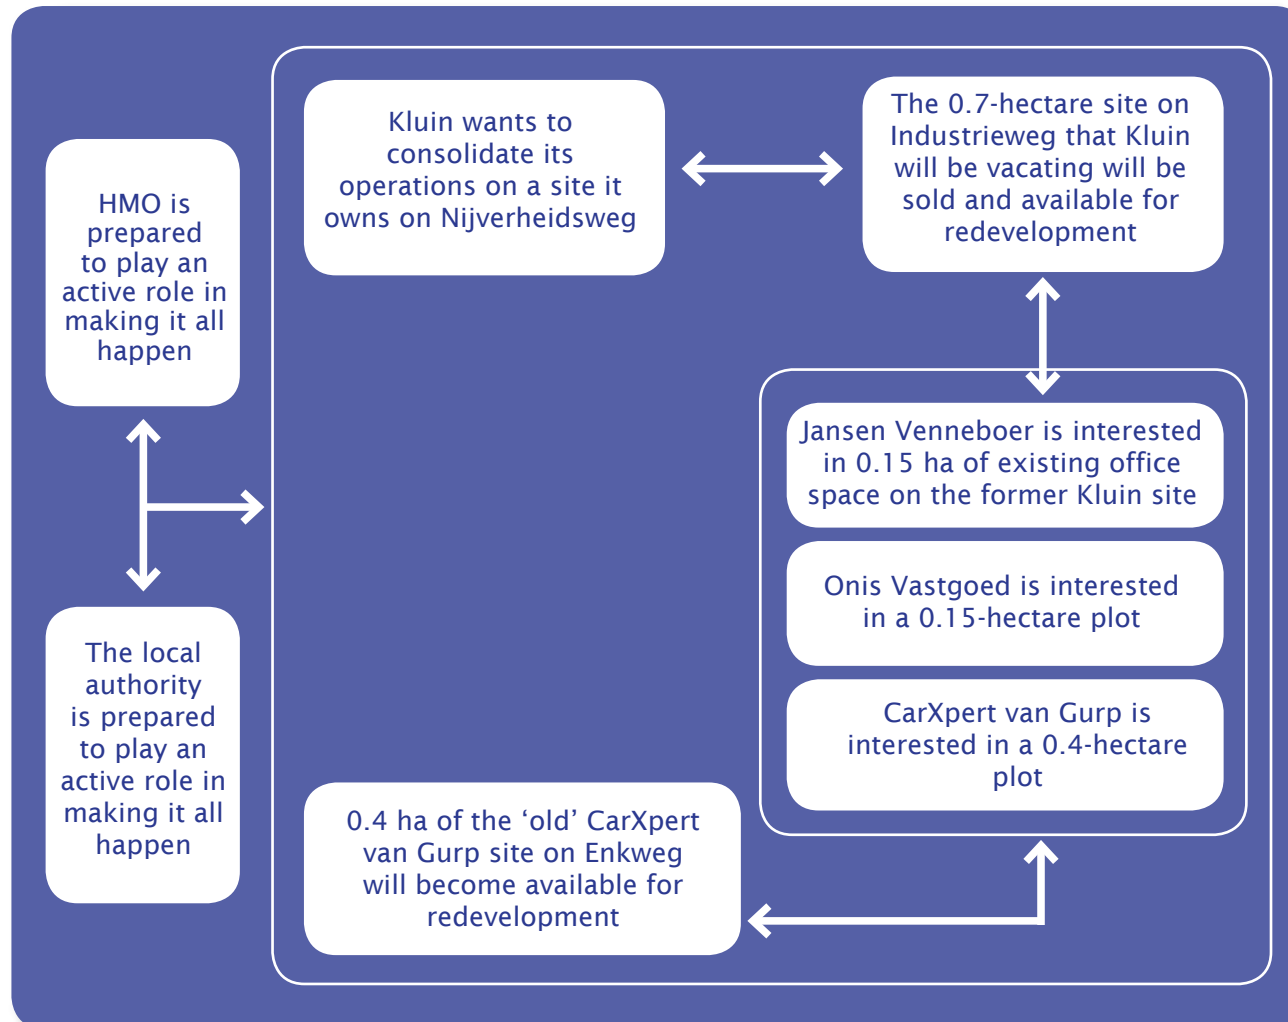 HMO is
prepared
to play an
active role in
making it all
happen
The local
authority
is prepared
to play an
active role in
making it all
happen
Kluin wants to
consolidate its
operations on a site it
owns on Nijverheidsweg
The 0.7-hectare site on
Industrieweg that Kluin
will be vacating will be
sold and available for
redevelopment
Jansen Venneboer is interested
in 0.15 ha of existing office
space on the former Kluin site
Onis Vastgoed is interested
in a 0.15-hectare plot
CarXpert van Gurp is
interested in a 0.4-hectare
plot
0.4 ha of the ‘old’ CarXpert
van Gurp site on Enkweg
will become available for
redevelopment